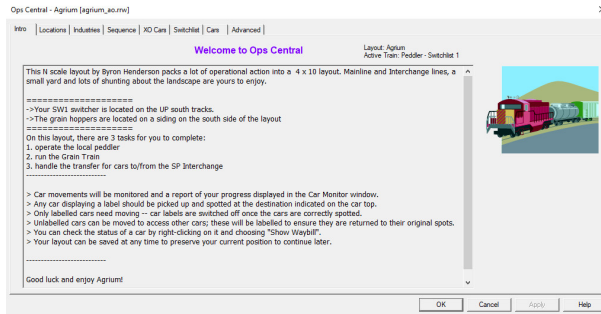 Ops Central - Agrium [agrium_ao.rrw]
Intro Locations Industries Sequence XO Cars Switchlist Cars Advanced
Welcome to Ops Central
Layout: Agrium
Active Train: Peddler - Switchlist 1
This N scale layout by Byron Henderson packs a lot of operational action into a 4 x 10 layout. Mainline and Interchange lines, a
small yard and lots of shunting about the landscape are yours to enjoy.
=====================
->Your SW1 switcher is located on the UP south tracks.
->The grain hoppers are located on a siding on the south side of the layout
=====================
On this layout, there are 3 tasks for you to complete:
1. operate the local peddler
2. run the Grain Train
3. handle the transfer for cars to/from the SP Interchange
--------------------------
> Car movements will be monitored and a report of your progress displayed in the Car Monitor window.
> Any car displaying a label should be picked up and spotted at the destination indicated on the car top.
> Only labelled cars need moving -- car labels are switched off once the cars are correctly spotted.
> Unlabelled cars can be moved to access other cars; these will be labelled to ensure they are returned to their original spots.
> You can check the status of a car by right-clicking on it and choosing "Show Waybill".
> Your layout can be saved at any time to preserve your current position to continue later.
--------------------------
Good luck and enjoy Agrium!
OK Cancel Apply Help